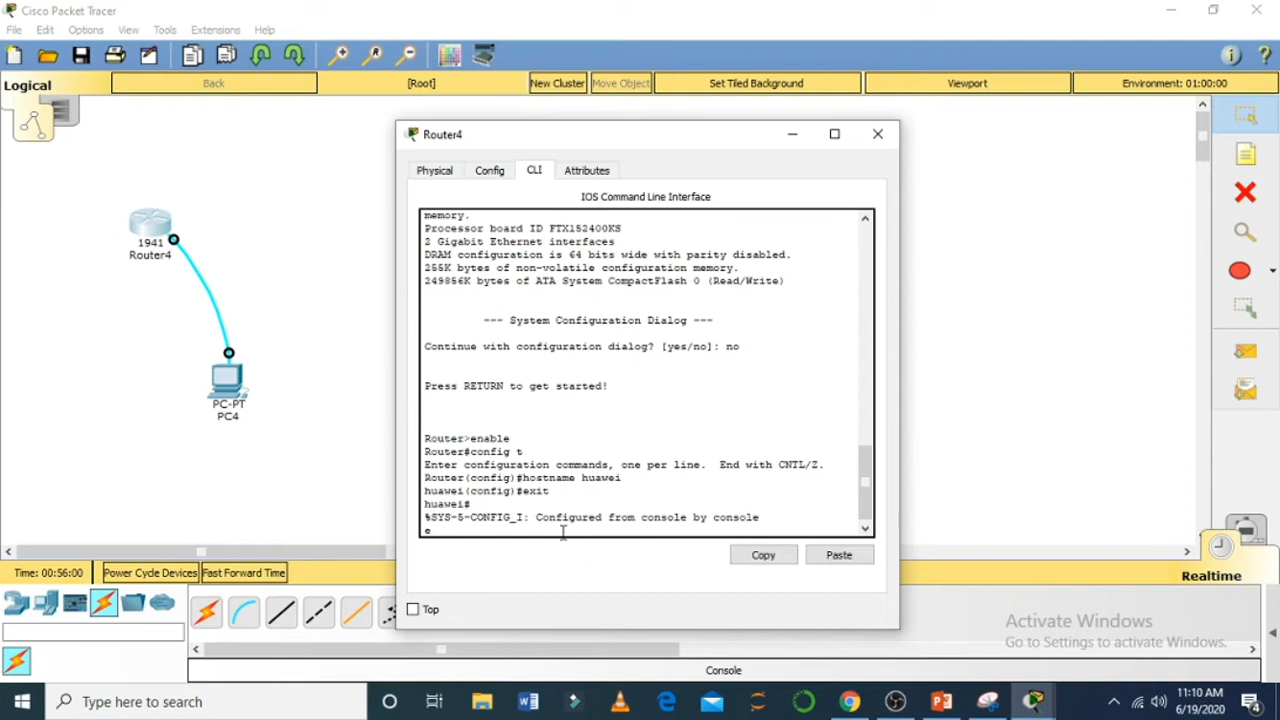 Cisco Packet Tracer
File Edit Options View Tools Extensions Help
Logical
Back
[Root]
New Cluster
Move Object
Set Tiled Background
Viewport
Environment: 01:00:00
1941
Router4
PC-PT
PC4
Router4
Physical Config CLI Attributes
IOS Command Line Interface
memory.
Processor board ID FTX152400KS
2 Gigabit Ethernet interfaces
DRAM configuration is 64 bits wide with parity disabled.
255K bytes of non-volatile configuration memory.
249856K bytes of ATA System CompactFlash 0 (Read/Write)
--- System Configuration Dialog ---
Continue with configuration dialog? [yes/no]: no
Press RETURN to get started!
Router>enable
Router#config t
Enter configuration commands, one per line.  End with CNTL/Z.
Router(config)#hostname huawei
huawei(config)#exit
huawei#
%SYS-5-CONFIG_I: Configured from console by console
e
Copy
Paste
Top
Time: 00:56:00
Power Cycle Devices
Fast Forward Time
Realtime
Activate Windows
Go to Settings to activate Windows.
Console
Type here to search
11:10 AM
6/19/2020
4